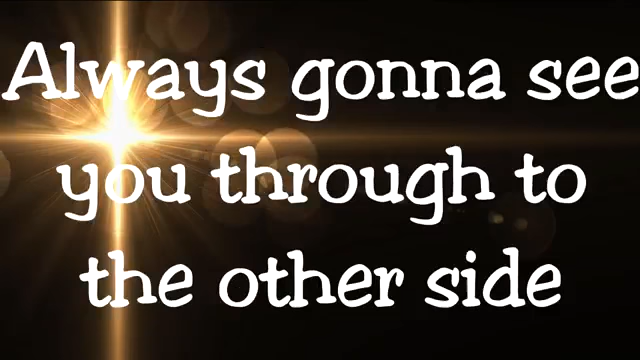 Always gonna see
you through to
the other side